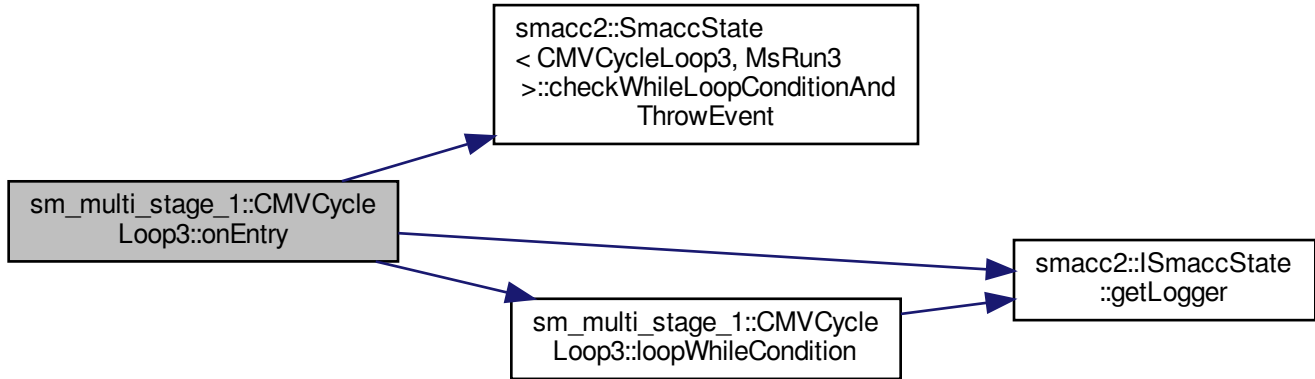 smacc2::SmaccState
< CMVCycleLoop3, MsRun3
>::checkWhileLoopConditionAnd
ThrowEvent
sm_multi_stage_1::CMVCycle
Loop3::onEntry
smacc2::ISmaccState
::getLogger
sm_multi_stage_1::CMVCycle
Loop3::loopWhileCondition